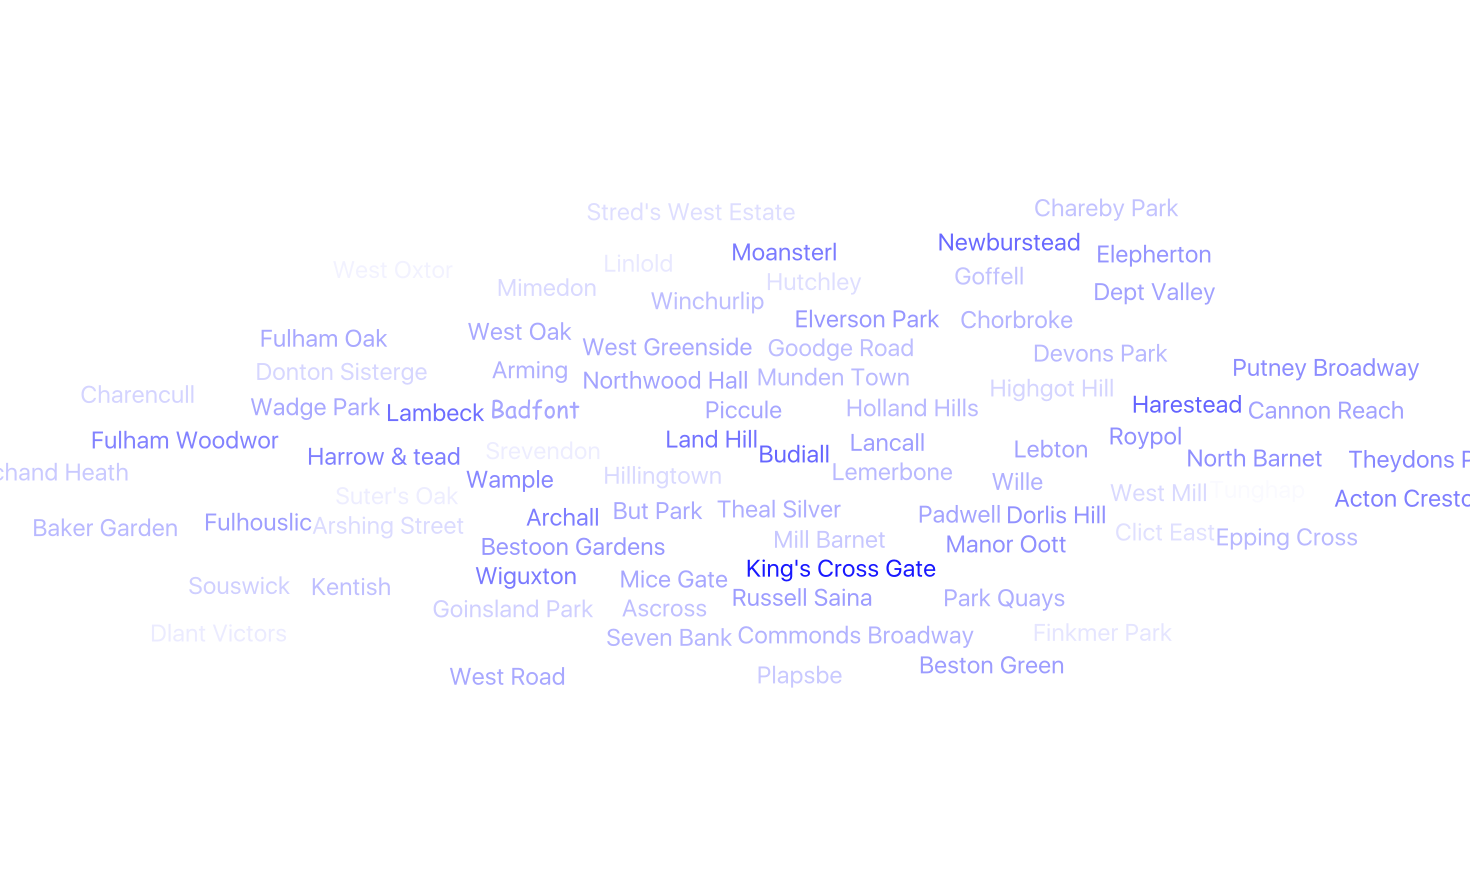 Chareby Park
Stred's West Estate
Newburstead
Moansterl
Elepherton
Linlold
West Oxtor
Goffell
Hutchley
Mimedon
Dept Valley
Winchurlip
Elverson Park
Chorbroke
West Oak
Fulham Oak
West Greenside
Goodge Road
Devons Park
Putney Broadway
Arming
Donton Sisterge
Munden Town
Northwood Hall
Highgot Hill
Charencull
Harestead
Wadge Park
Holland Hills
Badfont
Piccule
Cannon Reach
Lambeck
Roypol
Land Hill
Fulham Woodwor
Lancall
Lebton
Srevendon
Budiall
Harrow & tead
North Barnet
Theydons P
chand Heath
Lemerbone
Hillingtown
Wample
Wille
Tunghap
West Mill
Suter's Oak
Acton Cresto
Theal Silver
But Park
Padwell
Dorlis Hill
Archall
Fulhouslic
Arshing Street
Baker Garden
Clict East
Epping Cross
Mill Barnet
Manor Oott
Bestoon Gardens
King's Cross Gate
Wiguxton
Mice Gate
Souswick
Kentish
Russell Saina
Park Quays
Ascross
Goinsland Park
Finkmer Park
Dlant Victors
Commonds Broadway
Seven Bank
Beston Green
Plapsbe
West Road